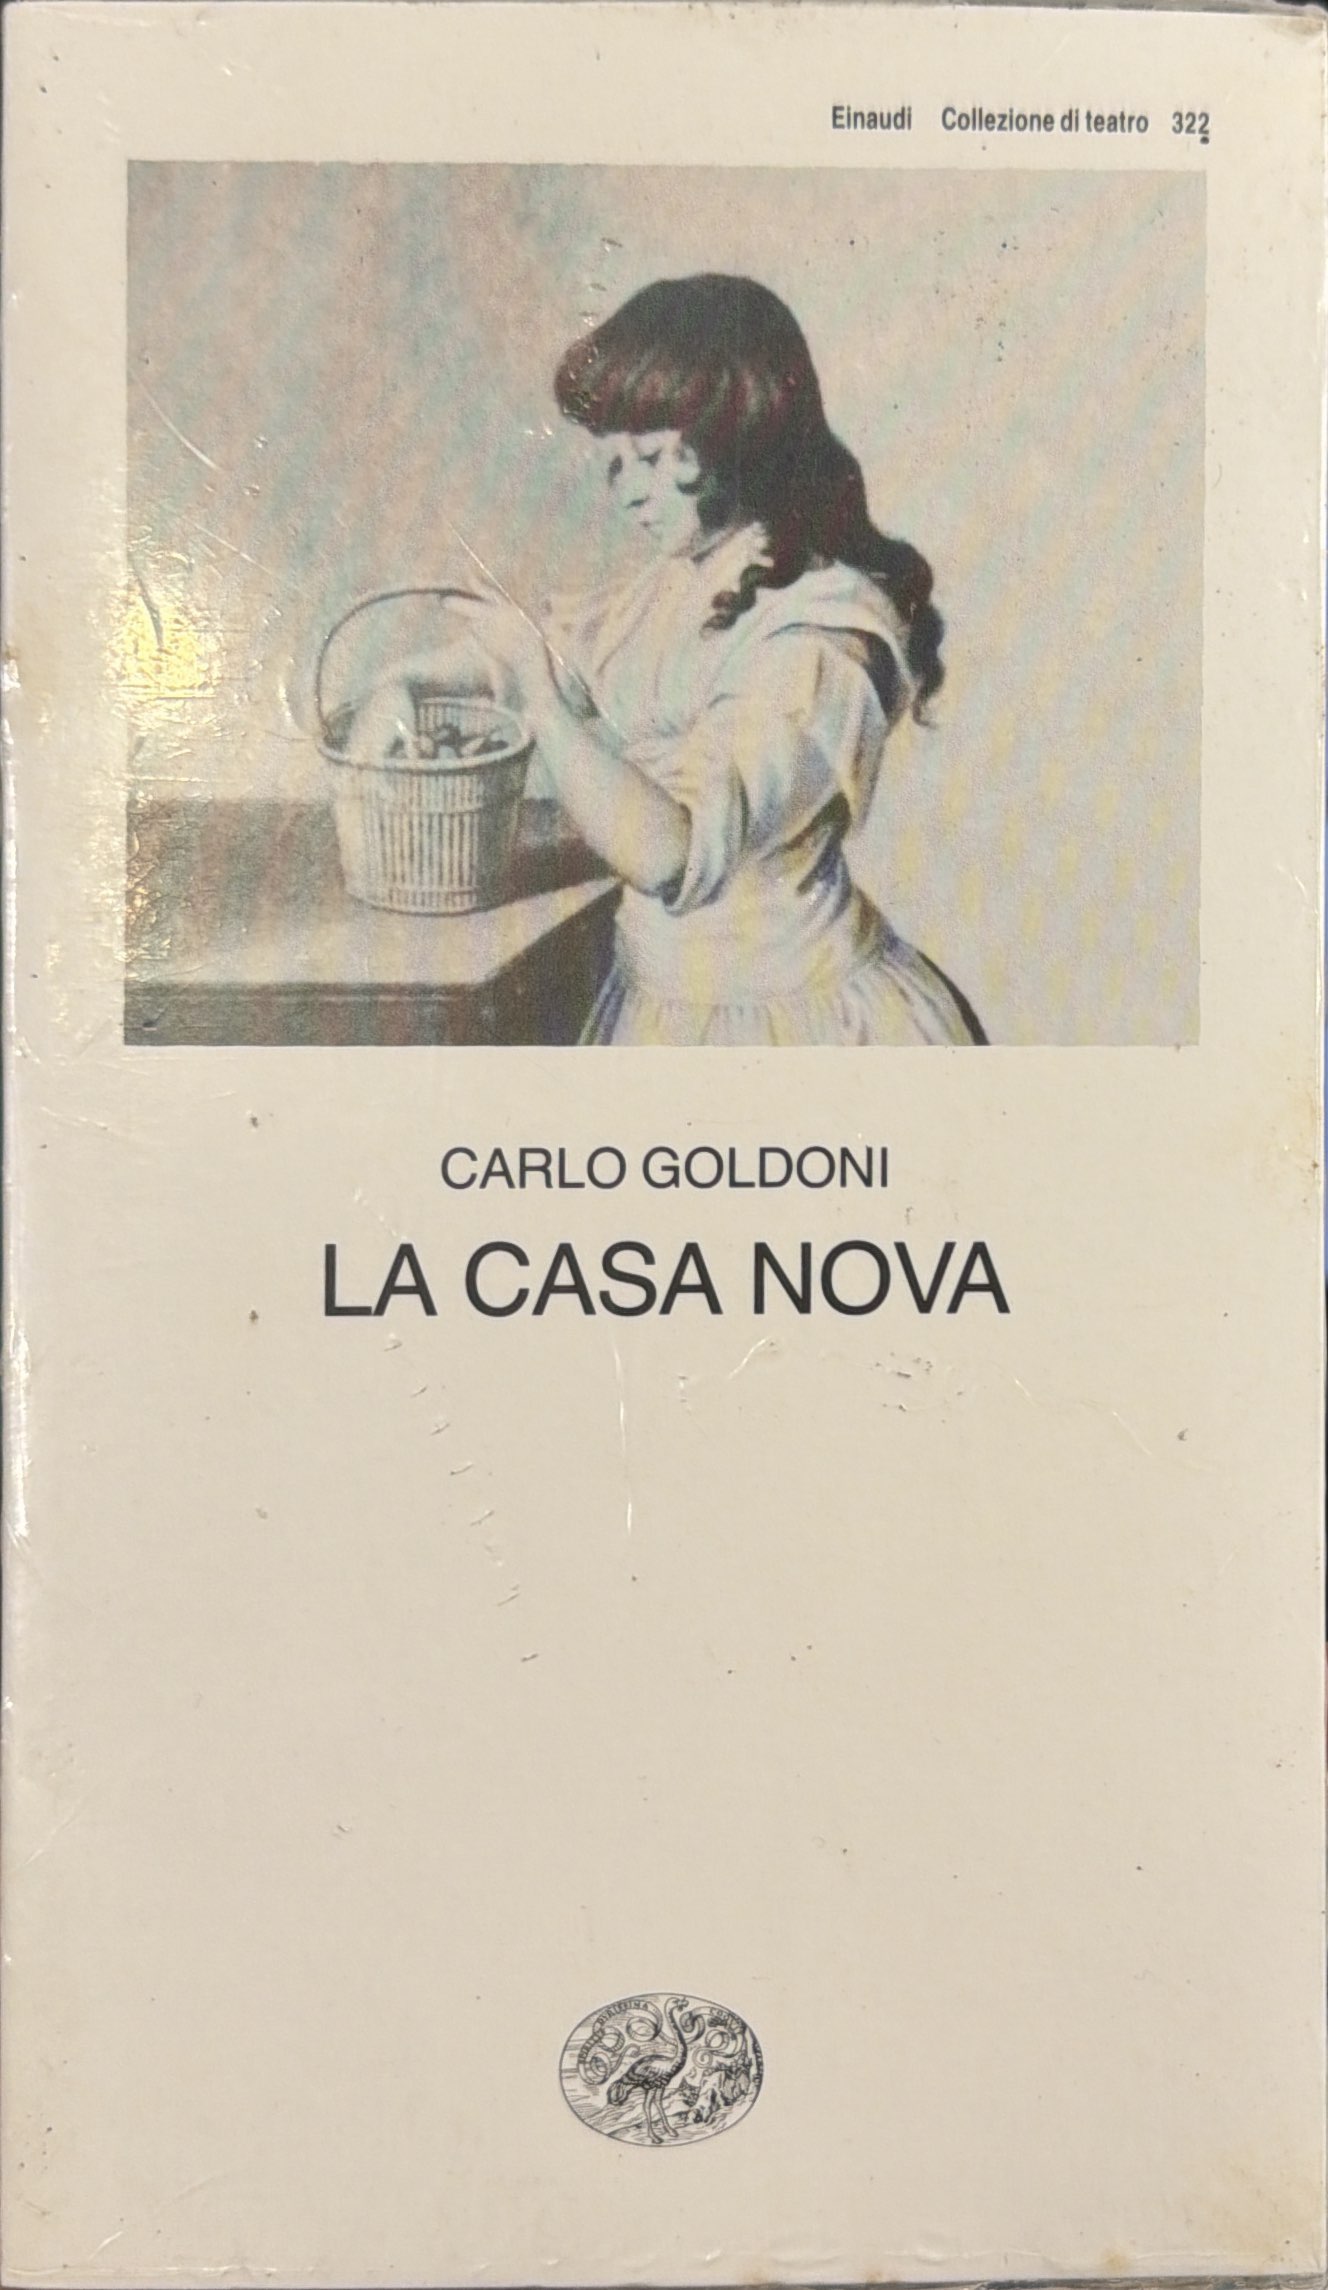 Einaudi Collezione di teatro 322
CARLO GOLDONI
LA CASA NOVA